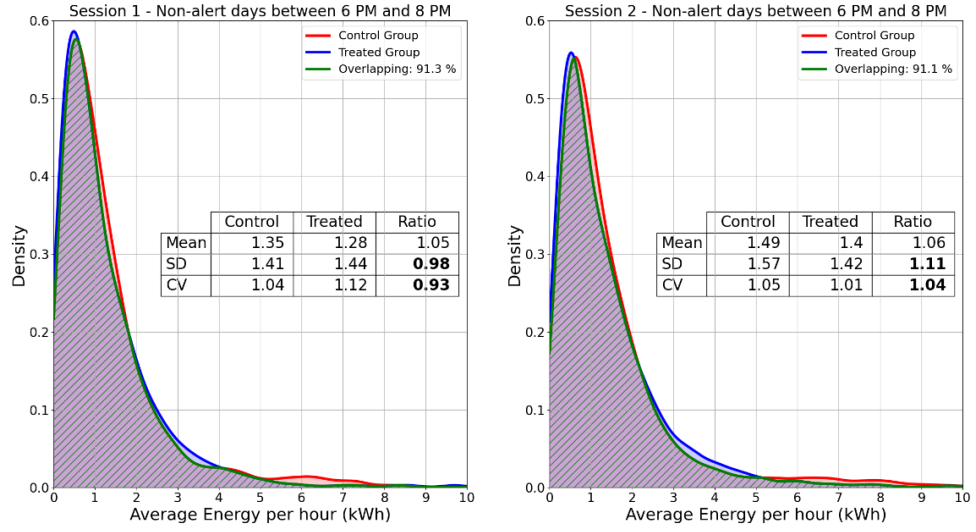 Session 1 - Non-alert days between 6 PM and 8 PM
Control Group
Treated Group
Overlapping: 91.3 %
Density
0.6
0.5
0.4
0.3
0.2
0.1
0.0
Control Treated Ratio
Mean 1.35 1.28 1.05
SD 1.41 1.44 0.98
CV 1.04 1.12 0.93
0 1 2 3 4 5 6 7 8 9 10
Average Energy per hour (kWh)
Session 2 - Non-alert days between 6 PM and 8 PM
Control Group
Treated Group
Overlapping: 91.1 %
Density
0.6
0.5
0.4
0.3
0.2
0.1
0.0
Control Treated Ratio
Mean 1.49 1.4 1.06
SD 1.57 1.42 1.11
CV 1.05 1.01 1.04
0 1 2 3 4 5 6 7 8 9 10
Average Energy per hour (kWh)